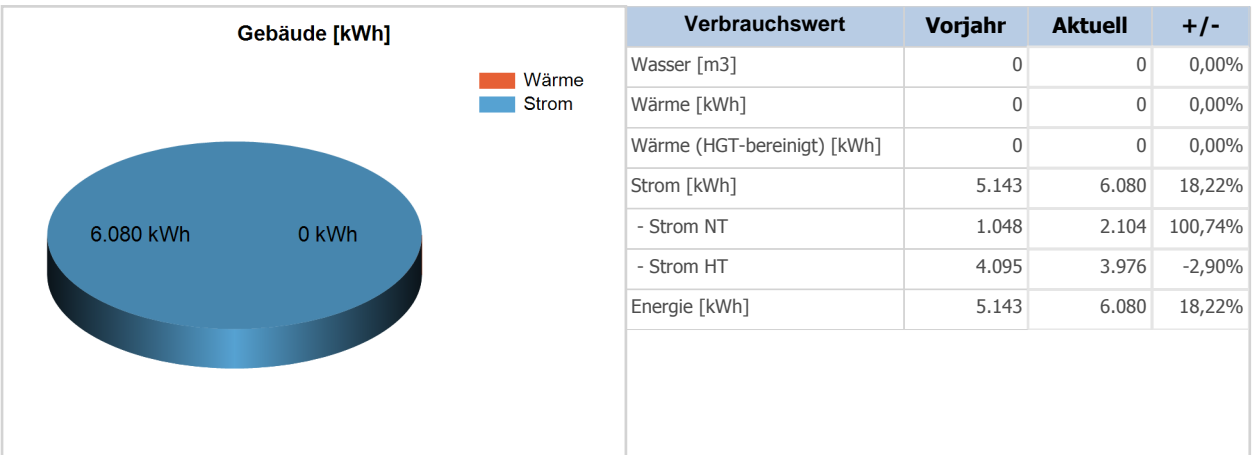 Gebäude [kWh]
Wärme
Strom
6.080 kWh 0 kWh
Verbrauchswert Vorjahr Aktuell +/-
Wasser [m3] 0 0 0,00%
Wärme [kWh] 0 0 0,00%
Wärme (HGT-bereinigt) [kWh] 0 0 0,00%
Strom [kWh] 5.143 6.080 18,22%
- Strom NT 1.048 2.104 100,74%
- Strom HT 4.095 3.976 -2,90%
Energie [kWh] 5.143 6.080 18,22%